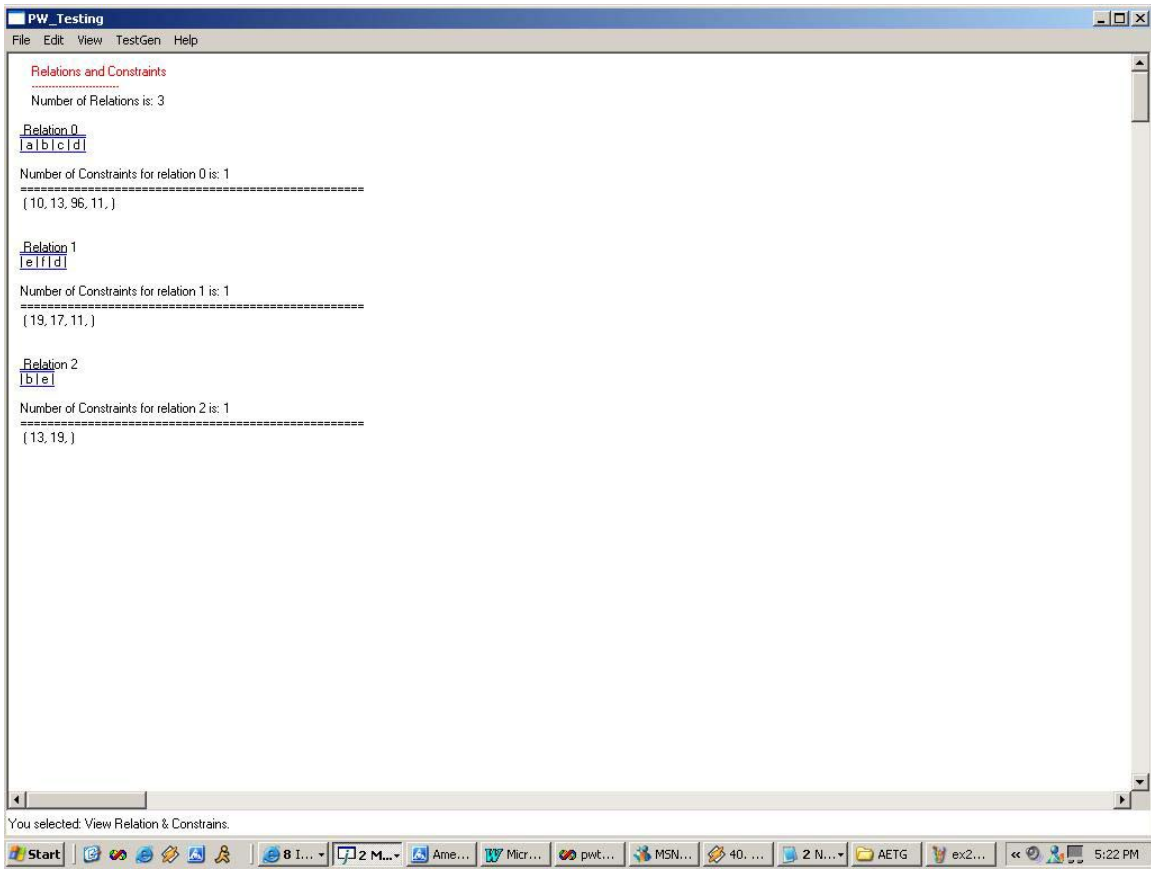 PW_Testing
File Edit View TestGen Help
Relations and Constraints
--------------------------
Number of Relations is: 3
Relation 0
|a|b|c|d|
Number of Constraints for relation 0 is: 1
====================================================
( 10, 13, 96, 11, )
Relation 1
|e|f|d|
Number of Constraints for relation 1 is: 1
====================================================
( 19, 17, 11, )
Relation 2
|b|e|
Number of Constraints for relation 2 is: 1
====================================================
( 13, 19, )
You selected: View Relation & Constrains.
Start 8 I... 2 M... Ame... Micr... pwt... MSN... 40. ... 2 N... AETG ex2... « 5:22 PM